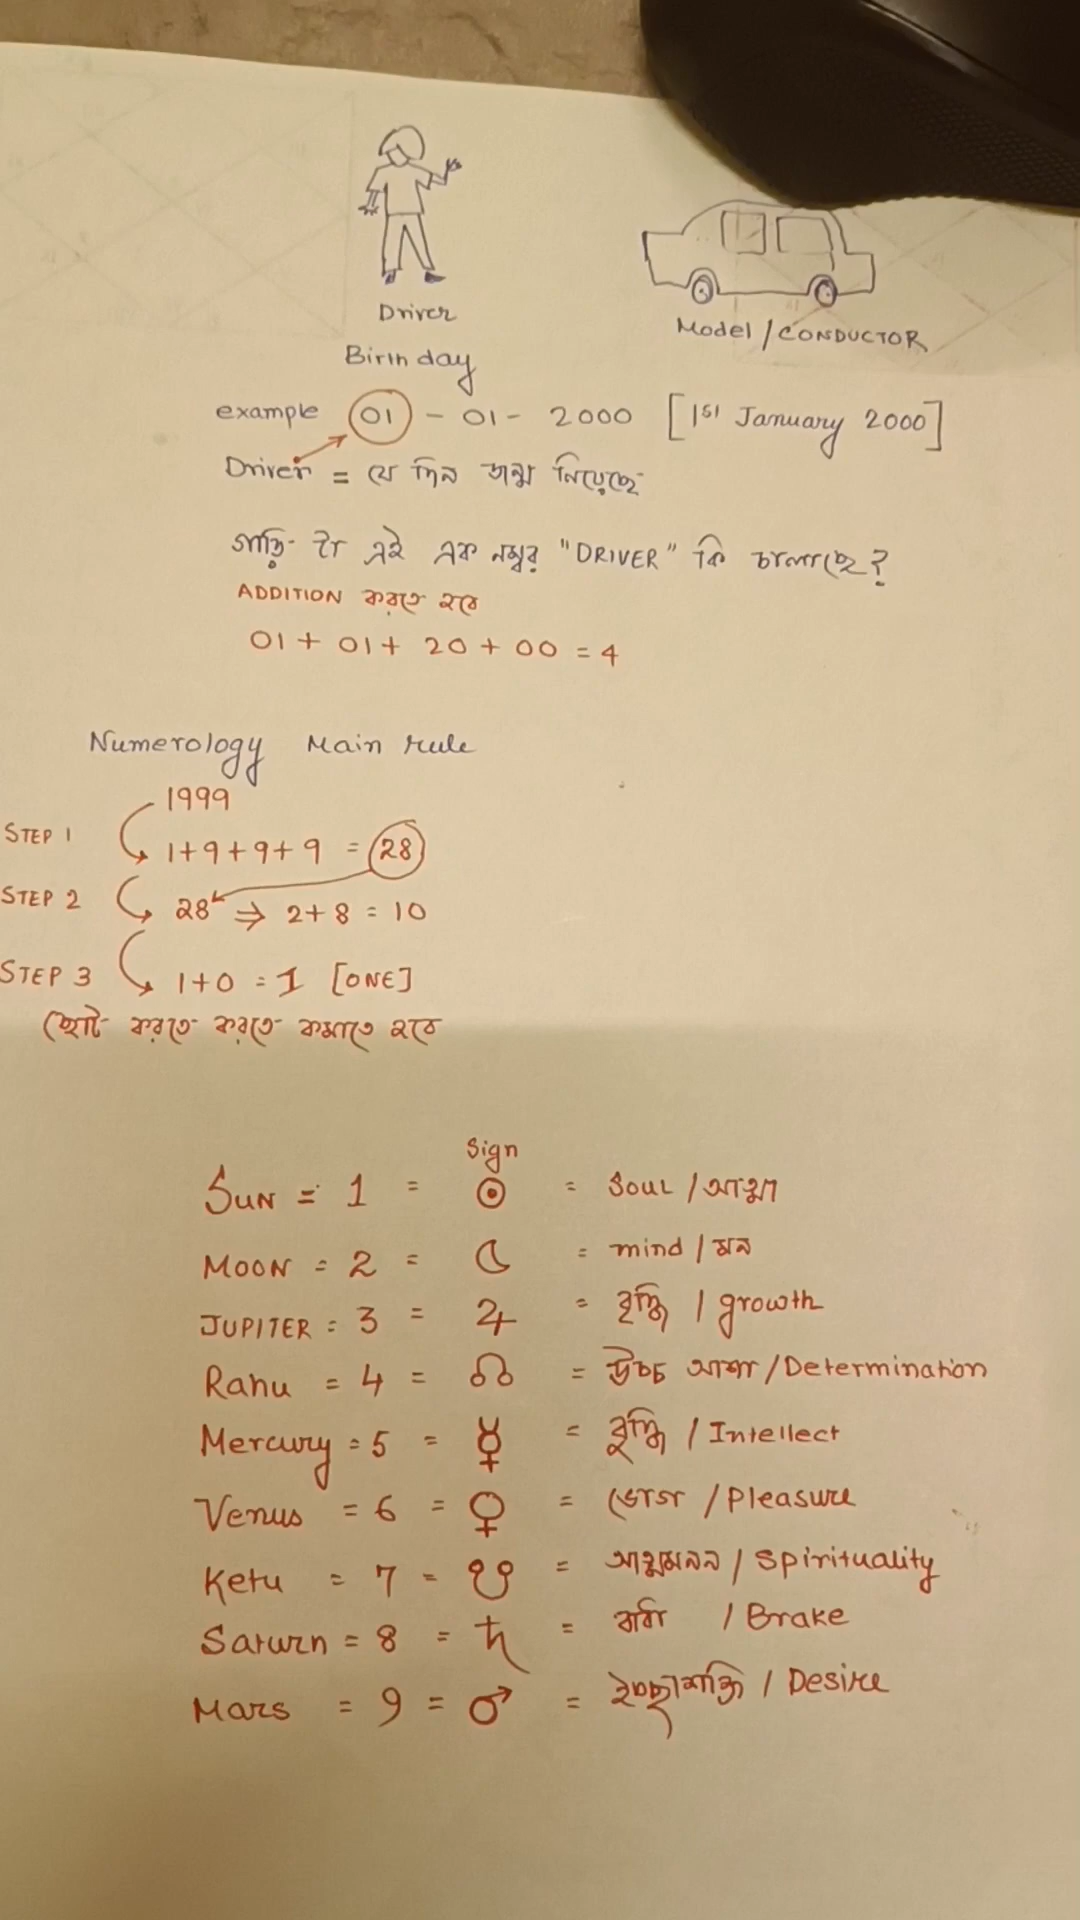 Driver
Model / CONDUCTOR
Birth day
example 01 - 01 - 2000 [1st January 2000]
Driver = যে দিন জন্ম নিয়েছে
গাড়ি টা এই এক নম্বর "DRIVER" কি চালাচ্ছে?
ADDITION করতে হবে
01 + 01 + 20 + 00 = 4
Numerology Main rule
1999
STEP 1 1+9+9+9 = 28
STEP 2 28 ⇒ 2+8 = 10
STEP 3 1+0 = 1 [ONE]
ছোট করতে করতে কমাতে হবে
Sign
SUN = 1 = ☉ = Soul / আত্মা
MOON = 2 = ☾ = mind / মন
JUPITER = 3 = ♃ = বৃদ্ধি / growth
Rahu = 4 = ☊ = উচ্চ আশা / Determination
Mercury = 5 = ☿ = বুদ্ধি / Intellect
Venus = 6 = ♀ = ভোগ / Pleasure
Ketu = 7 = ☋ = আত্মমনন / Spirituality
Saturn = 8 = ♄ = বাধা / Brake
Mars = 9 = ♂ = ইচ্ছাশক্তি / Desire